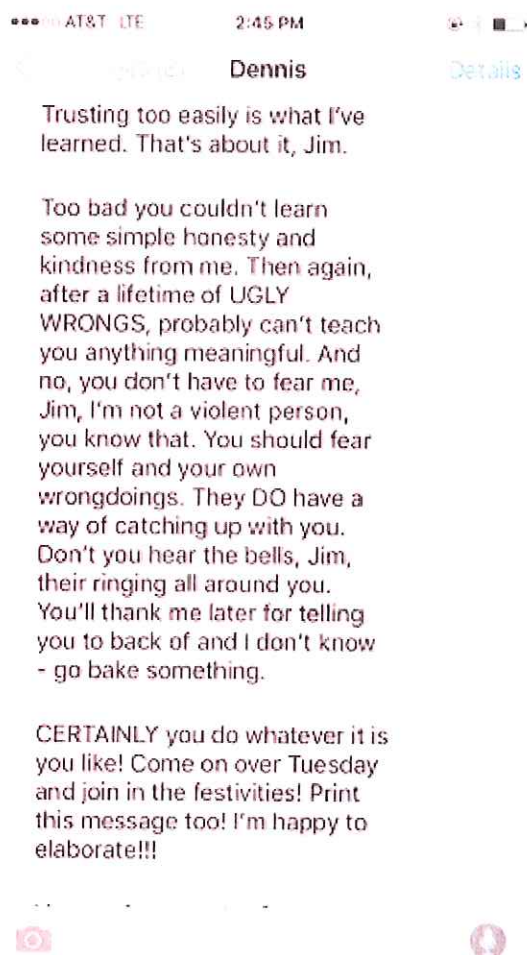 AT&T LTE 2:45 PM
Dennis Details
Trusting too easily is what I've
learned. That's about it, Jim.
Too bad you couldn't learn
some simple honesty and
kindness from me. Then again,
after a lifetime of UGLY
WRONGS, probably can't teach
you anything meaningful. And
no, you don't have to fear me,
Jim, I'm not a violent person,
you know that. You should fear
yourself and your own
wrongdoings. They DO have a
way of catching up with you.
Don't you hear the bells, Jim,
their ringing all around you.
You'll thank me later for telling
you to back of and I don't know
- go bake something.
CERTAINLY you do whatever it is
you like! Come on over Tuesday
and join in the festivities! Print
this message too! I'm happy to
elaborate!!!